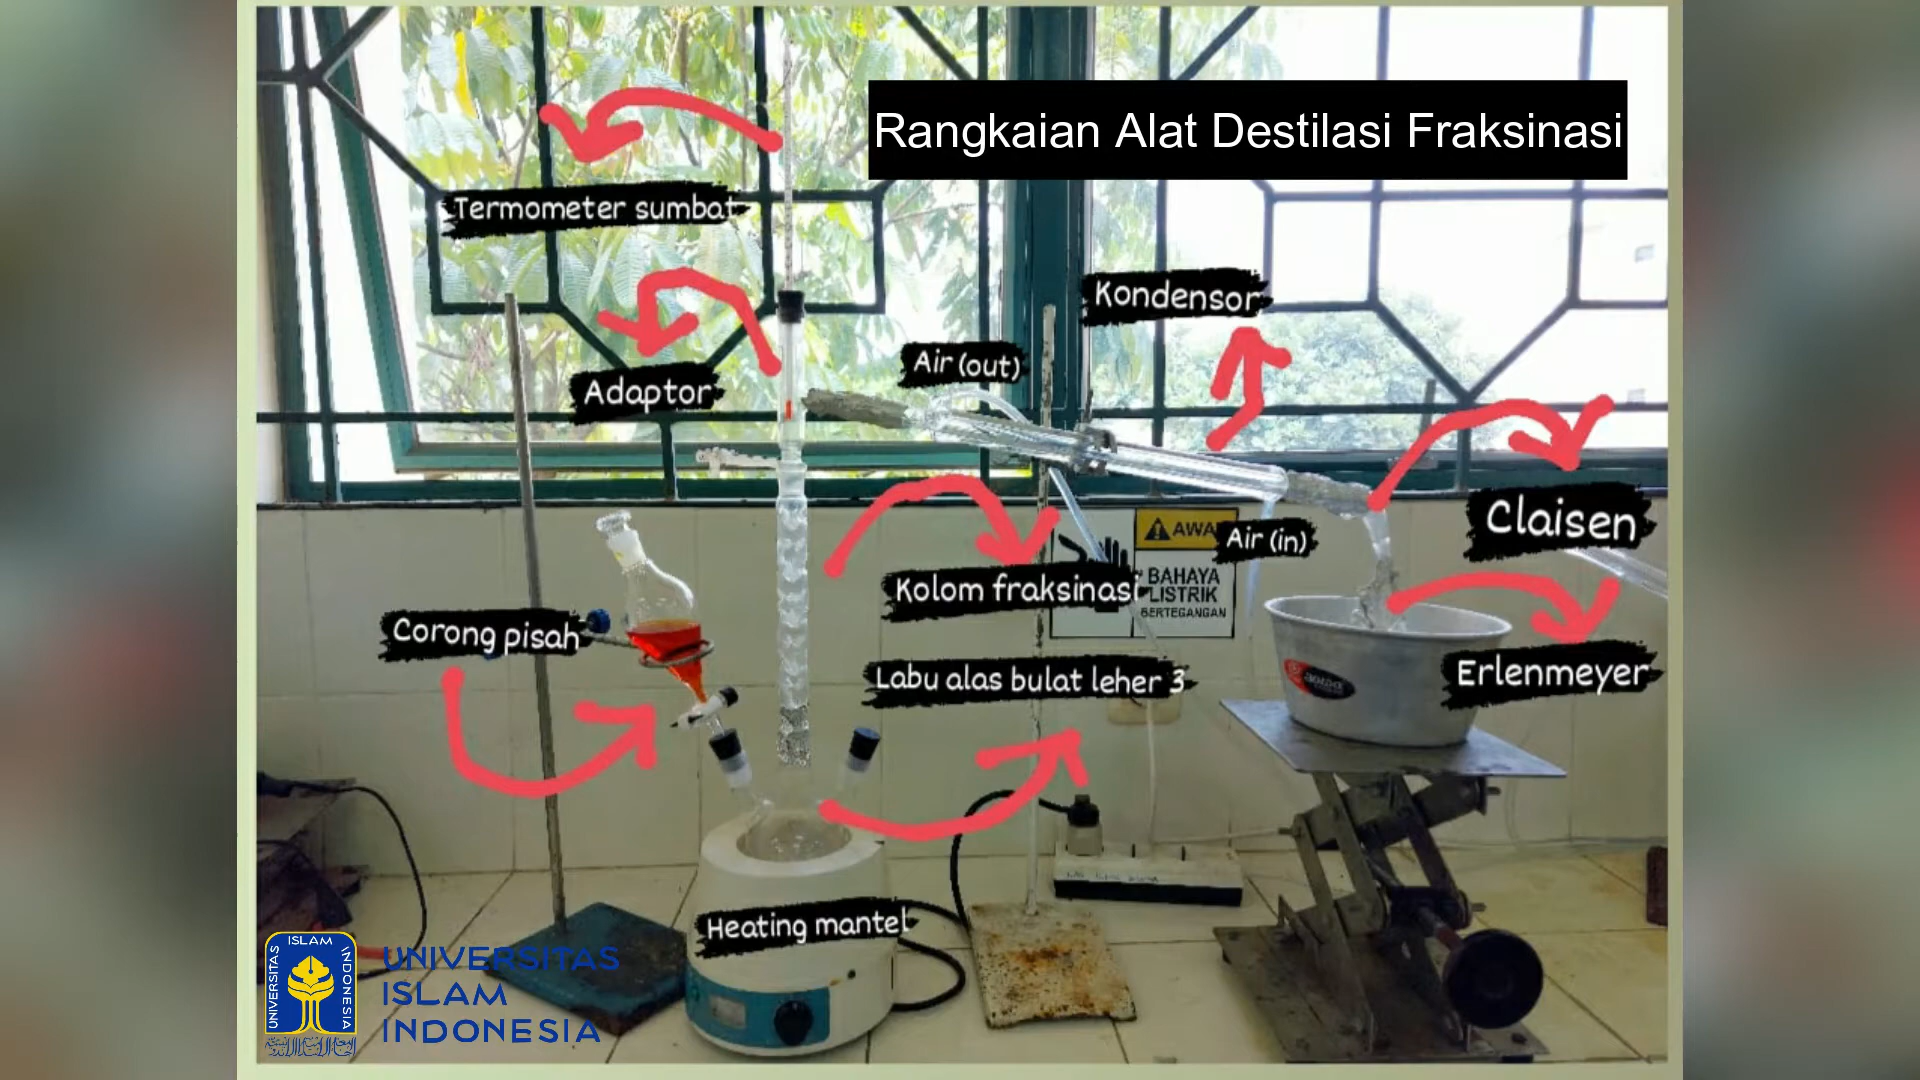 Rangkaian Alat Destilasi Fraksinasi
Termometer sumbat
Kondensor
Air (out)
Adaptor
Claisen
AWA
Air (in)
Kolom fraksinasi
BAHAYA
LISTRIK
BERTEGANGAN
Corong pisah
Labu alas bulat leher 3
Erlenmeyer
Heating mantel
UNIVERSITAS
ISLAM
INDONESIA
UNIVERSITAS
ISLAM
INDONESIA